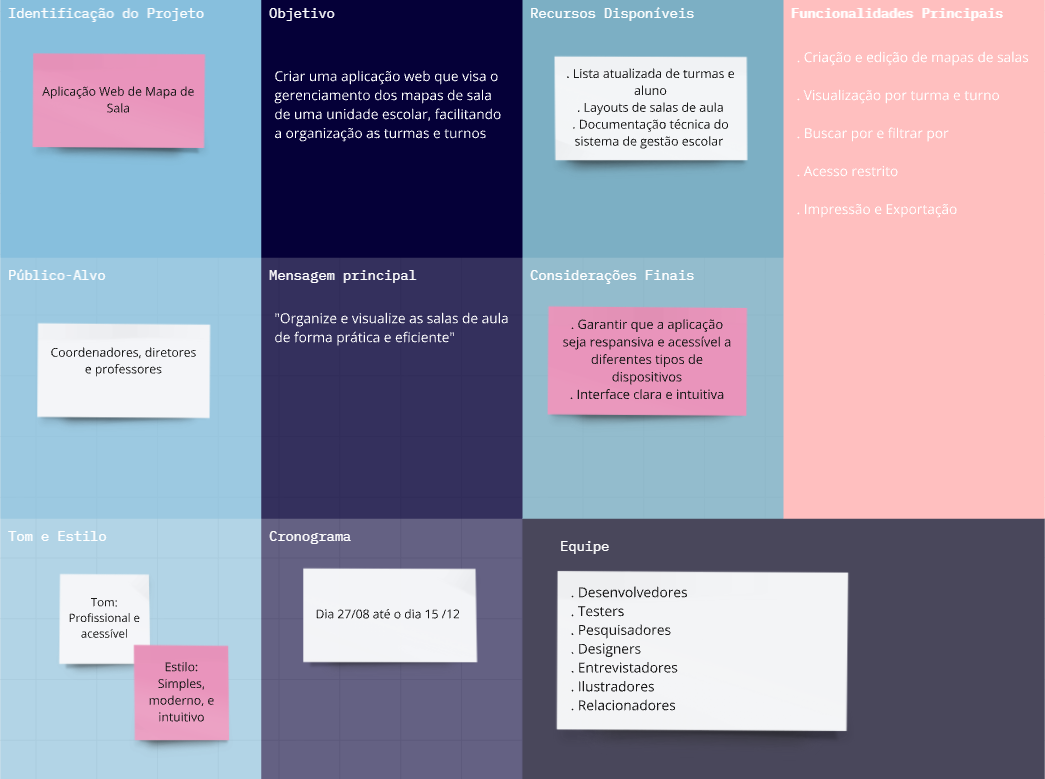 Identificação do Projeto
Aplicação Web de Mapa de
Sala
Objetivo
Criar uma aplicação web que visa o
gerenciamento dos mapas de sala
de uma unidade escolar, facilitando
a organização as turmas e turnos
Recursos Disponíveis
. Lista atualizada de turmas e
aluno
. Layouts de salas de aula
. Documentação técnica do
sistema de gestão escolar
Funcionalidades Principais
. Criação e edição de mapas de salas
. Visualização por turma e turno
. Buscar por e filtrar por
. Acesso restrito
. Impressão e Exportação
Público-Alvo
Coordenadores, diretores
e professores
Mensagem principal
"Organize e visualize as salas de aula
de forma prática e eficiente"
Considerações Finais
. Garantir que a aplicação
seja respansiva e acessível a
diferentes tipos de
dispositivos
. Interface clara e intuitiva
Tom e Estilo
Tom:
Profissional e
acessível
Estilo:
Simples,
moderno, e
intuitivo
Cronograma
Dia 27/08 até o dia 15 /12
Equipe
. Desenvolvedores
. Testers
. Pesquisadores
. Designers
. Entrevistadores
. Ilustradores
. Relacionadores